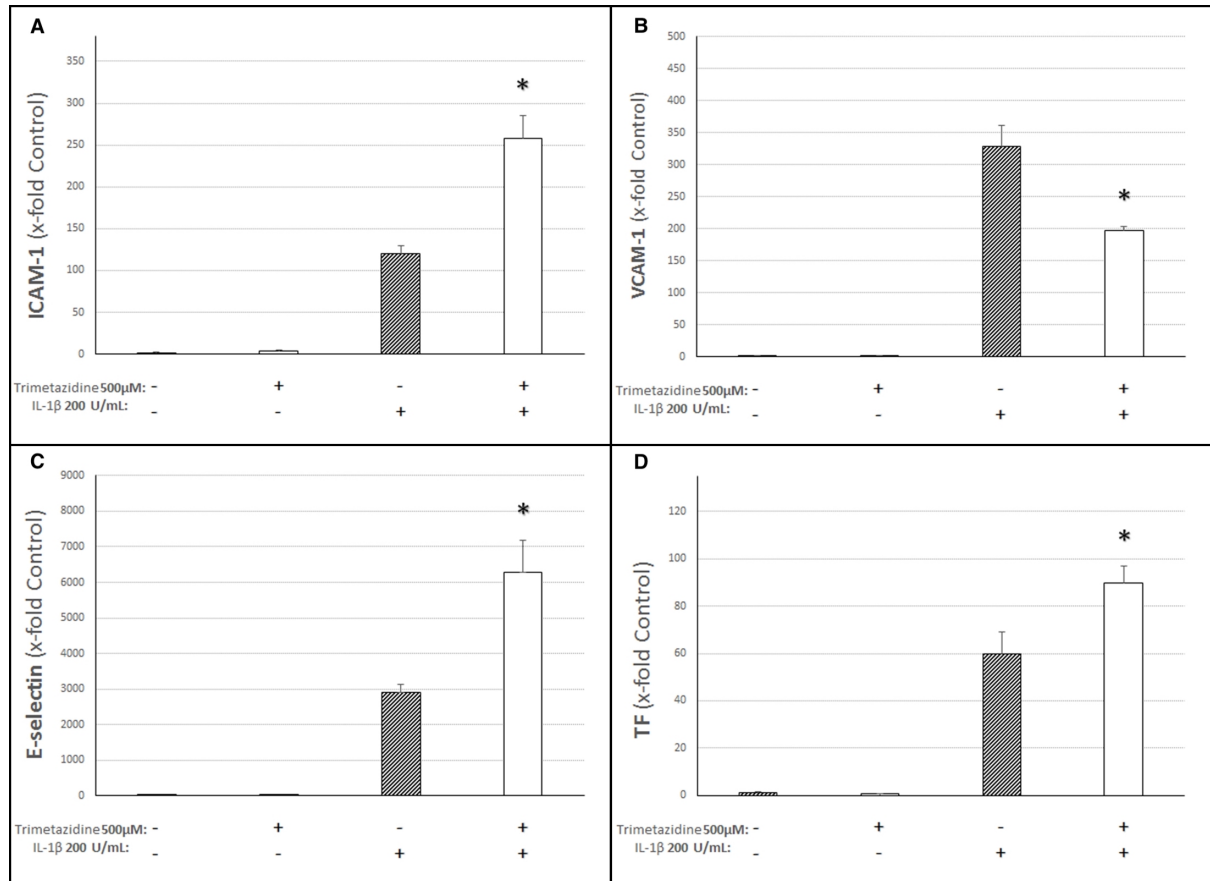 A
ICAM-1 (x-fold Control)
350
300
250
200
150
100
50
0
*
Trimetazidine 500µM: - + - +
IL-1β 200 U/mL: - - + +
B
VCAM-1 (x-fold Control)
500
450
400
350
300
250
200
150
100
50
0
*
Trimetazidine 500µM: - + - +
IL-1β 200 U/mL: - - + +
C
E-selectin (x-fold Control)
9000
8000
7000
6000
5000
4000
3000
2000
1000
0
*
Trimetazidine 500µM: - + - +
IL-1β 200 U/mL: - - + +
D
TF (x-fold Control)
120
100
80
60
40
20
0
*
Trimetazidine 500µM: - + - +
IL-1β 200 U/mL: - - + +